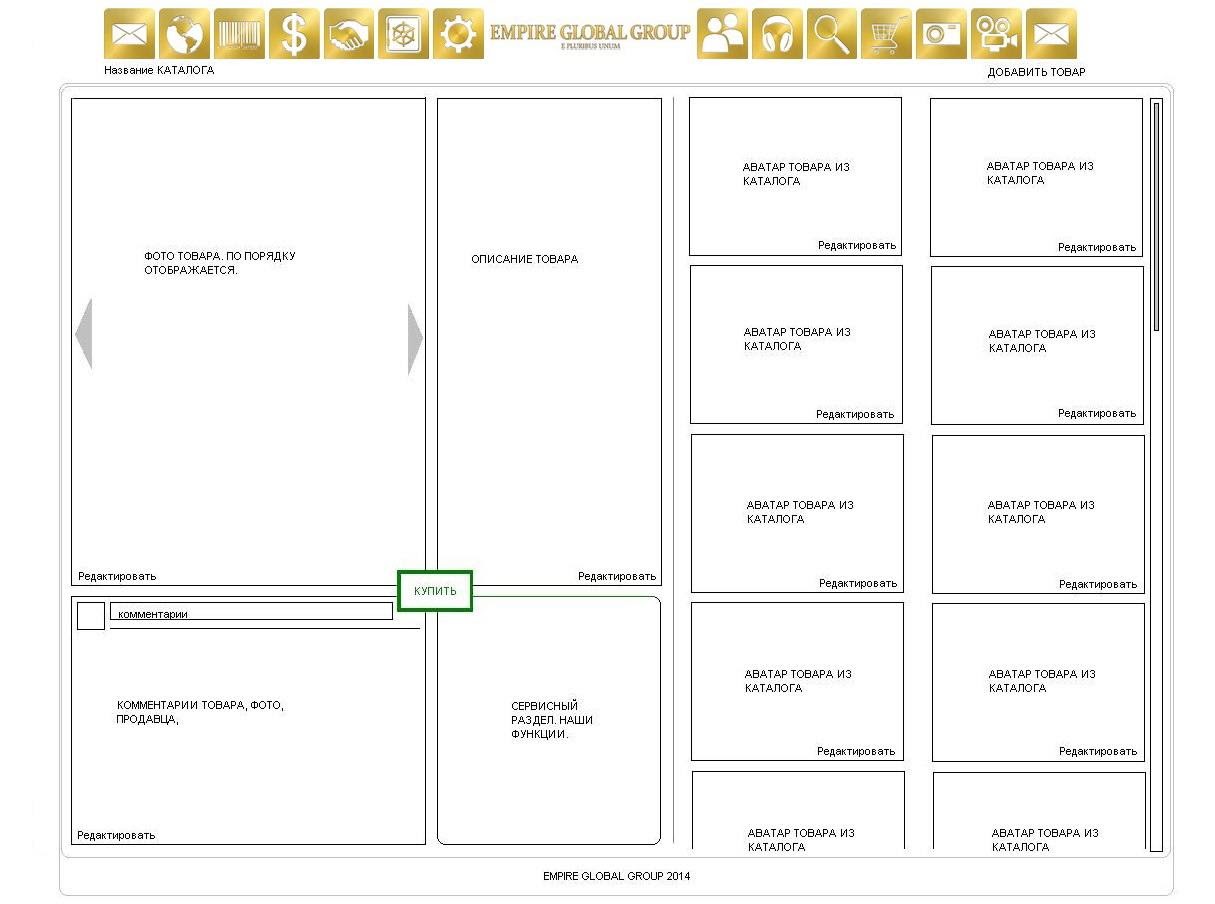 EMPIRE GLOBAL GROUP
E PLURIBUS UNUM
Название КАТАЛОГА
ДОБАВИТЬ ТОВАР
ФОТО ТОВАРА. ПО ПОРЯДКУ
ОТОБРАЖАЕТСЯ.
Редактировать
ОПИСАНИЕ ТОВАРА
Редактировать
КУПИТЬ
комментарии
КОММЕНТАРИИ ТОВАРА, ФОТО,
ПРОДАВЦА,
Редактировать
СЕРВИСНЫЙ
РАЗДЕЛ. НАШИ
ФУНКЦИИ.
АВАТАР ТОВАРА ИЗ
КАТАЛОГА
Редактировать
АВАТАР ТОВАРА ИЗ
КАТАЛОГА
Редактировать
АВАТАР ТОВАРА ИЗ
КАТАЛОГА
Редактировать
АВАТАР ТОВАРА ИЗ
КАТАЛОГА
Редактировать
АВАТАР ТОВАРА ИЗ
КАТАЛОГА
Редактировать
АВАТАР ТОВАРА ИЗ
КАТАЛОГА
Редактировать
АВАТАР ТОВАРА ИЗ
КАТАЛОГА
Редактировать
АВАТАР ТОВАРА ИЗ
КАТАЛОГА
Редактировать
АВАТАР ТОВАРА ИЗ
КАТАЛОГА
АВАТАР ТОВАРА ИЗ
КАТАЛОГА
EMPIRE GLOBAL GROUP 2014